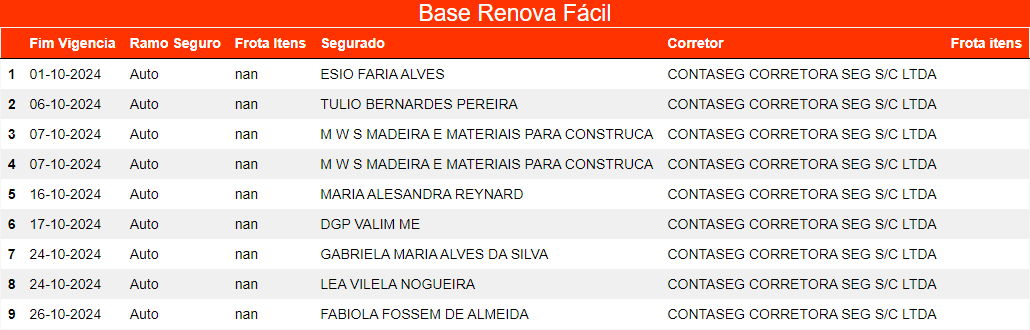 Base Renova Fácil
Fim Vigencia Ramo Seguro Frota Itens Segurado Corretor Frota itens
1 01-10-2024 Auto nan ESIO FARIA ALVES CONTASEG CORRETORA SEG S/C LTDA
2 06-10-2024 Auto nan TULIO BERNARDES PEREIRA CONTASEG CORRETORA SEG S/C LTDA
3 07-10-2024 Auto nan M W S MADEIRA E MATERIAIS PARA CONSTRUCA CONTASEG CORRETORA SEG S/C LTDA
4 07-10-2024 Auto nan M W S MADEIRA E MATERIAIS PARA CONSTRUCA CONTASEG CORRETORA SEG S/C LTDA
5 16-10-2024 Auto nan MARIA ALESANDRA REYNARD CONTASEG CORRETORA SEG S/C LTDA
6 17-10-2024 Auto nan DGP VALIM ME CONTASEG CORRETORA SEG S/C LTDA
7 24-10-2024 Auto nan GABRIELA MARIA ALVES DA SILVA CONTASEG CORRETORA SEG S/C LTDA
8 24-10-2024 Auto nan LEA VILELA NOGUEIRA CONTASEG CORRETORA SEG S/C LTDA
9 26-10-2024 Auto nan FABIOLA FOSSEM DE ALMEIDA CONTASEG CORRETORA SEG S/C LTDA